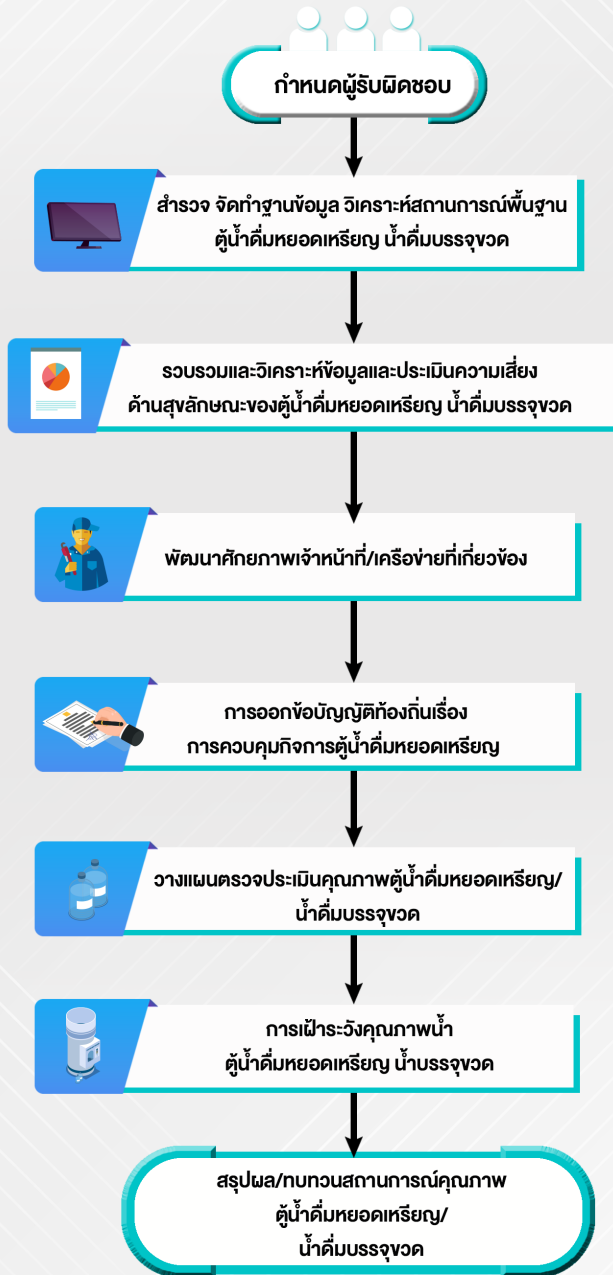 กำหนดผู้รับผิดชอบ
สำรวจ จัดทำฐานข้อมูล วิเคราะห์สถานการณ์พื้นฐาน
ตู้น้ำดื่มหยอดเหรียญ น้ำดื่มบรรจุขวด
รวบรวมและวิเคราะห์ข้อมูลและประเมินความเสี่ยง
ด้านสุขลักษณะของตู้น้ำดื่มหยอดเหรียญ น้ำดื่มบรรจุขวด
พัฒนาศักยภาพเจ้าหน้าที่/เครือข่ายที่เกี่ยวข้อง
การออกข้อบัญญัติท้องถิ่นเรื่อง
การควบคุมกิจการตู้น้ำดื่มหยอดเหรียญ
วางแผนตรวจประเมินคุณภาพตู้น้ำดื่มหยอดเหรียญ/
น้ำดื่มบรรจุขวด
การเฝ้าระวังคุณภาพน้ำ
ตู้น้ำดื่มหยอดเหรียญ น้ำบรรจุขวด
สรุปผล/ทบทวนสถานการณ์คุณภาพ
ตู้น้ำดื่มหยอดเหรียญ/
น้ำดื่มบรรจุขวด